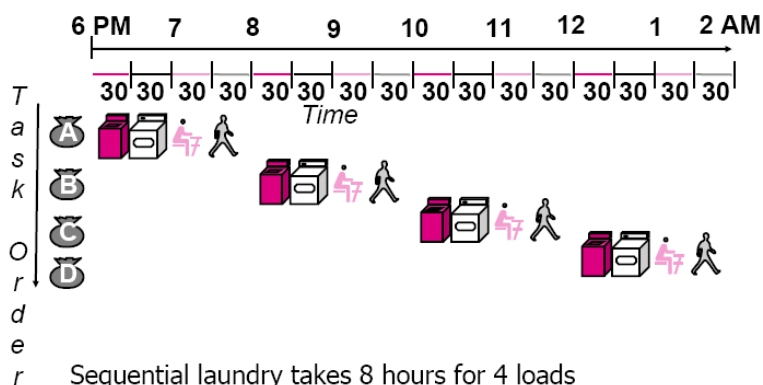 6 PM 7 8 9 10 11 12 1 2 AM
30 30 30 30 30 30 30 30 30 30 30 30 30 30 30 30
Time
Task Order
A
B
C
D
Sequential laundry takes 8 hours for 4 loads